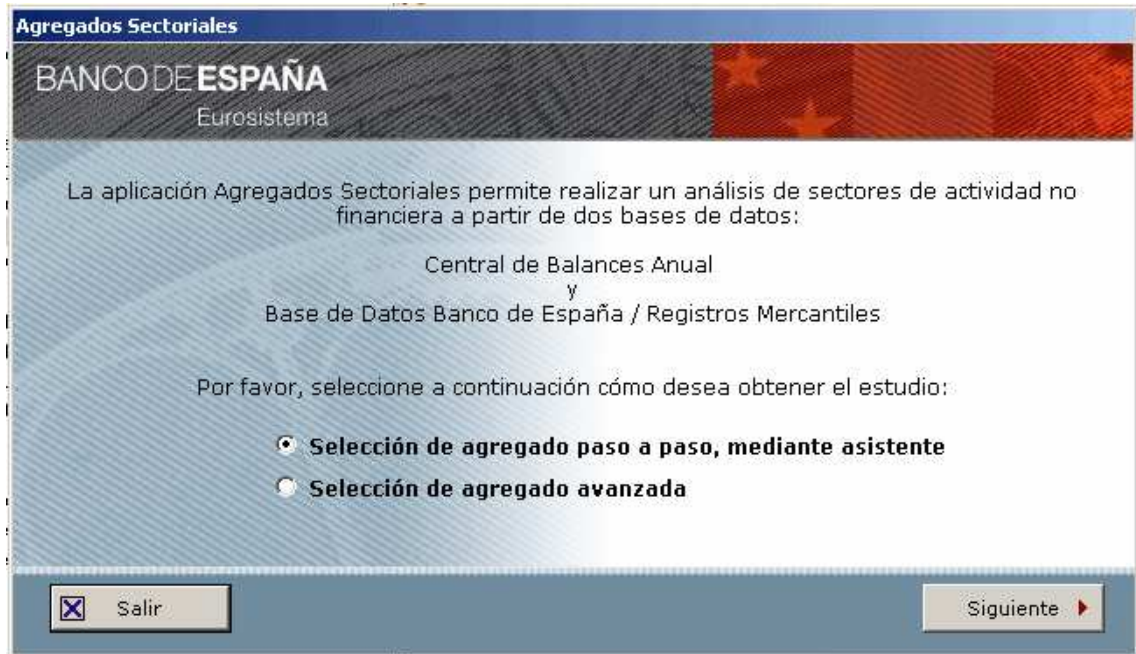 Agregados Sectoriales
BANCO DE ESPAÑA
Eurosistema
La aplicación Agregados Sectoriales permite realizar un análisis de sectores de actividad no
financiera a partir de dos bases de datos:
Central de Balances Anual
y
Base de Datos Banco de España / Registros Mercantiles
Por favor, seleccione a continuación cómo desea obtener el estudio:
Selección de agregado paso a paso, mediante asistente
Selección de agregado avanzada
Salir
Siguiente